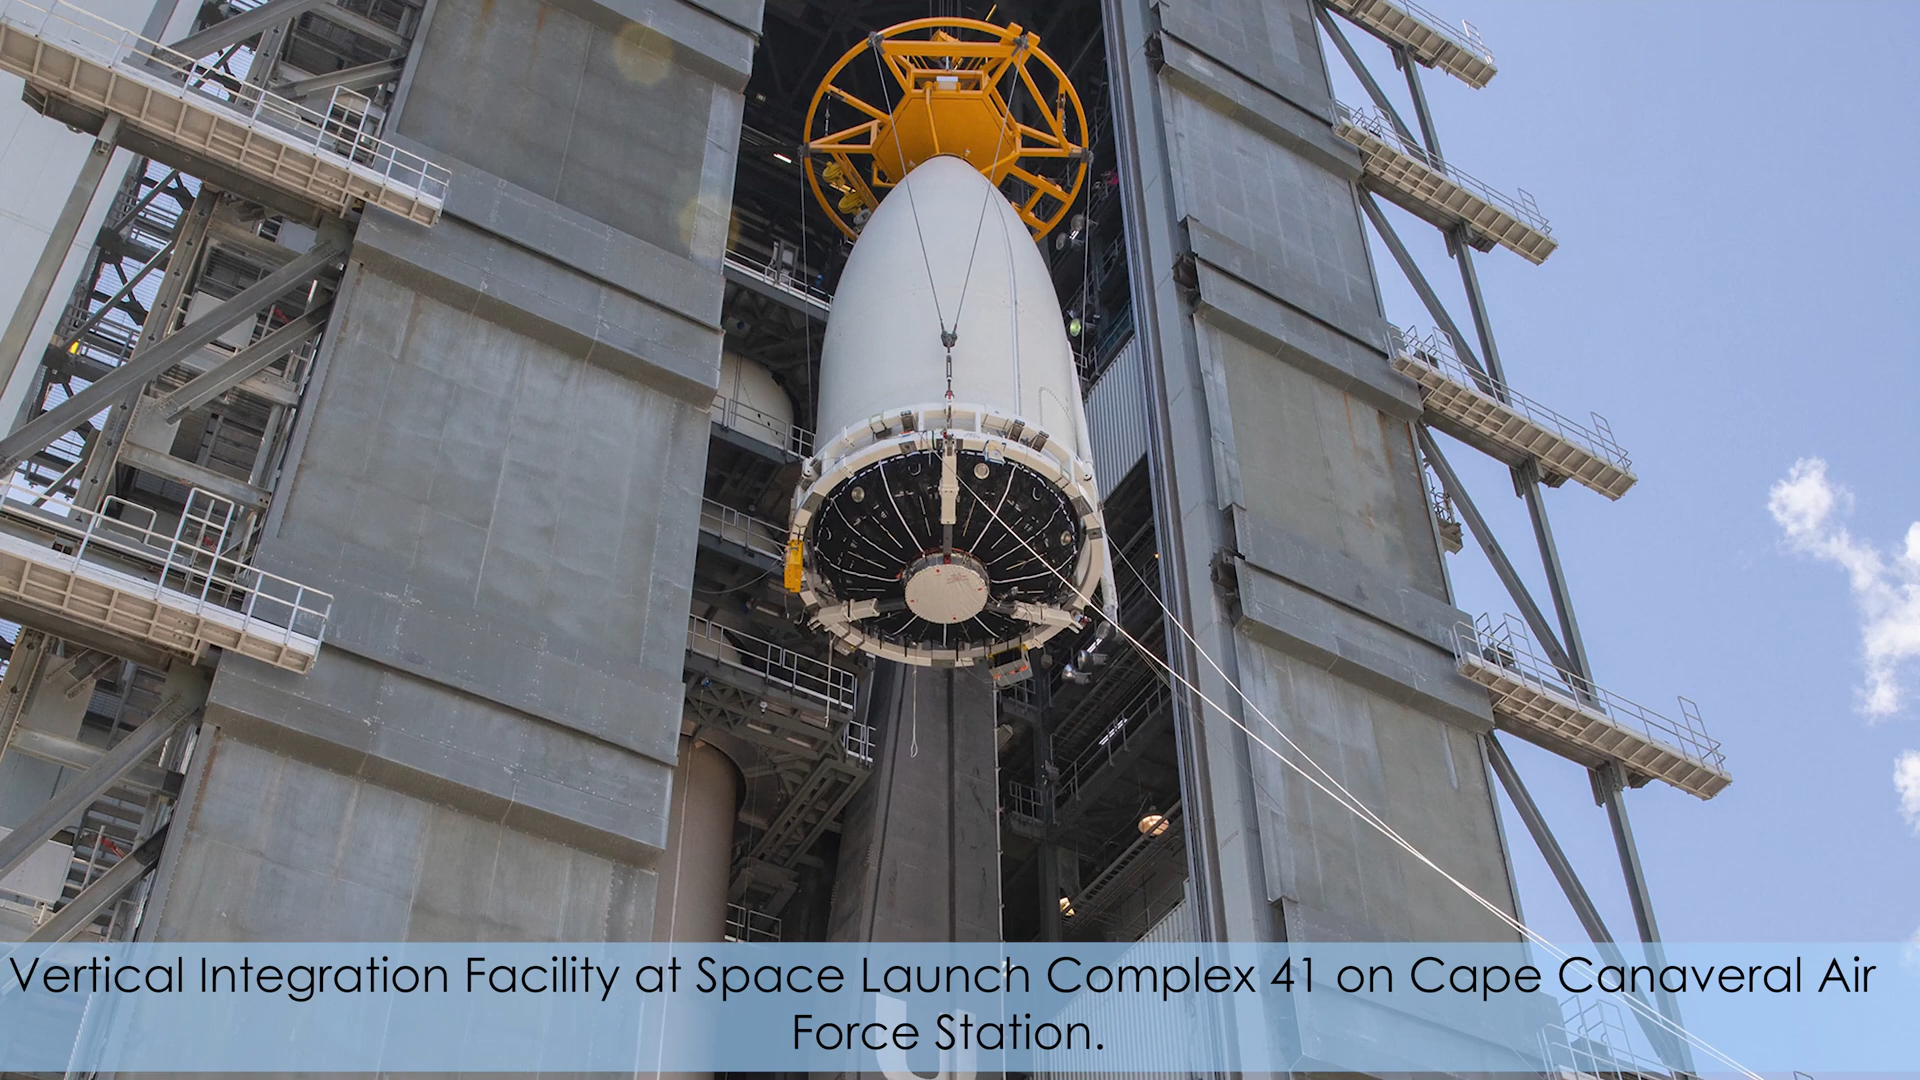 Vertical Integration Facility at Space Launch Complex 41 on Cape Canaveral Air
Force Station.